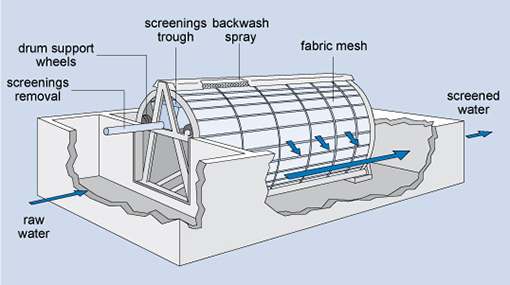 screenings
trough
backwash
spray
drum support
wheels
fabric mesh
screenings
removal
screened
water
raw
water